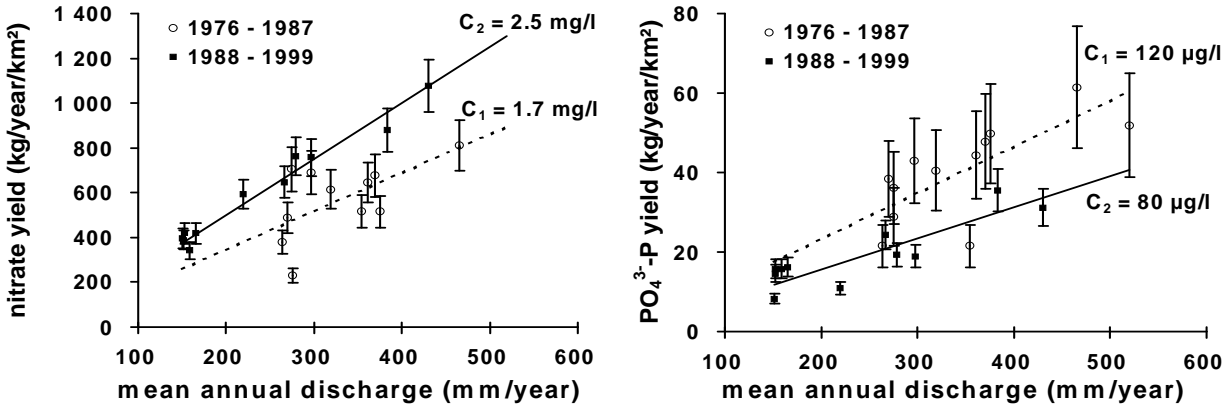 nitrate yield (kg/year/km²)
1 400
1 200
1 000
800
600
400
200
0
1976 - 1987
1988 - 1999
C₂ = 2.5 mg/l
C₁ = 1.7 mg/l
100 200 300 400 500 600
mean annual discharge (mm/year)
PO₄³⁻-P yield (kg/year/km²)
80
60
40
20
0
1976 - 1987
1988 - 1999
C₁ = 120 µg/l
C₂ = 80 µg/l
100 200 300 400 500 600
mean annual discharge (mm/year)